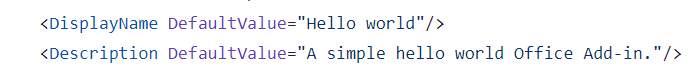 <DisplayName DefaultValue="Hello world"/>
<Description DefaultValue="A simple hello world Office Add-in."/>